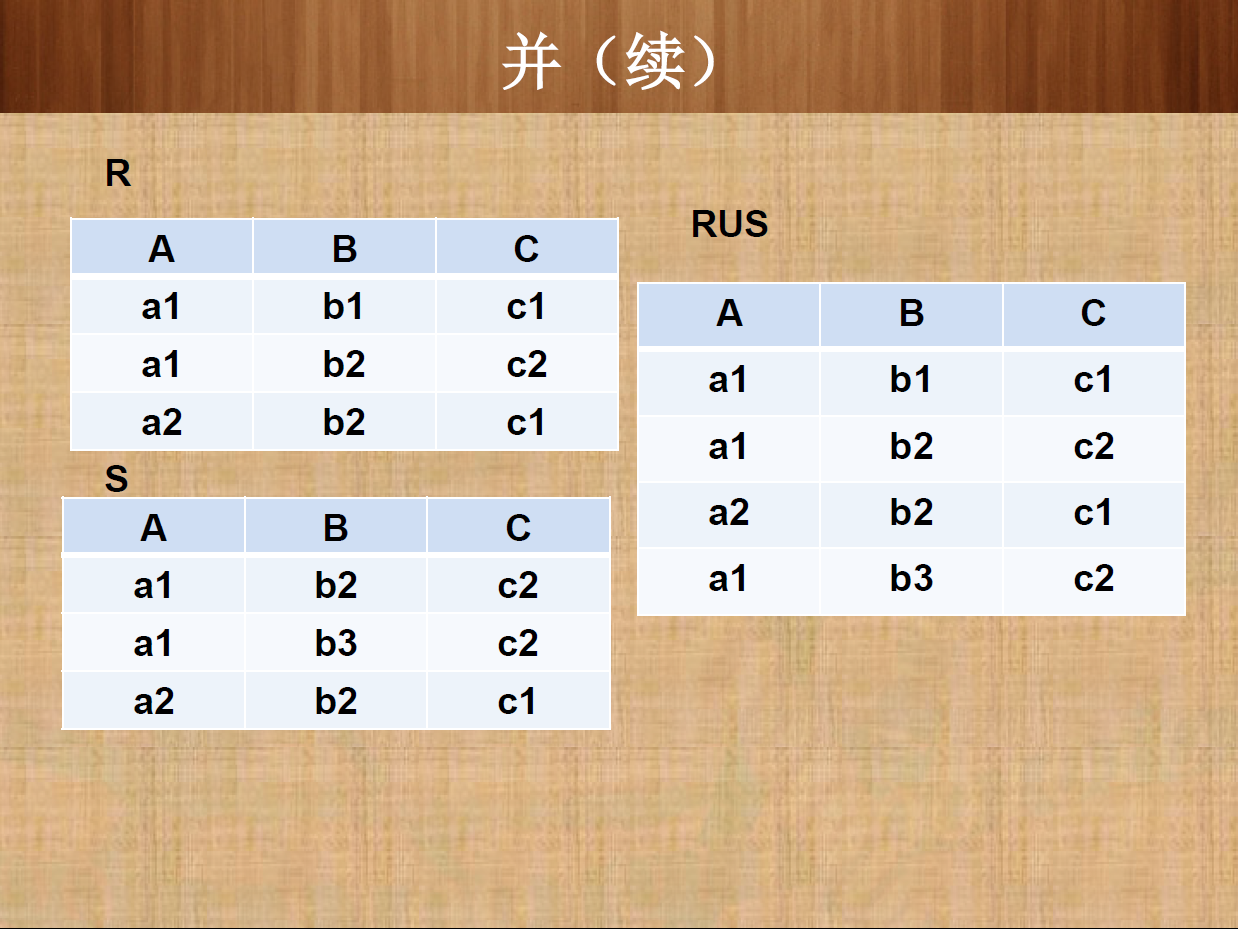 并（续）
R
A B C
a1 b1 c1
a1 b2 c2
a2 b2 c1
S
A B C
a1 b2 c2
a1 b3 c2
a2 b2 c1
RUS
A B C
a1 b1 c1
a1 b2 c2
a2 b2 c1
a1 b3 c2